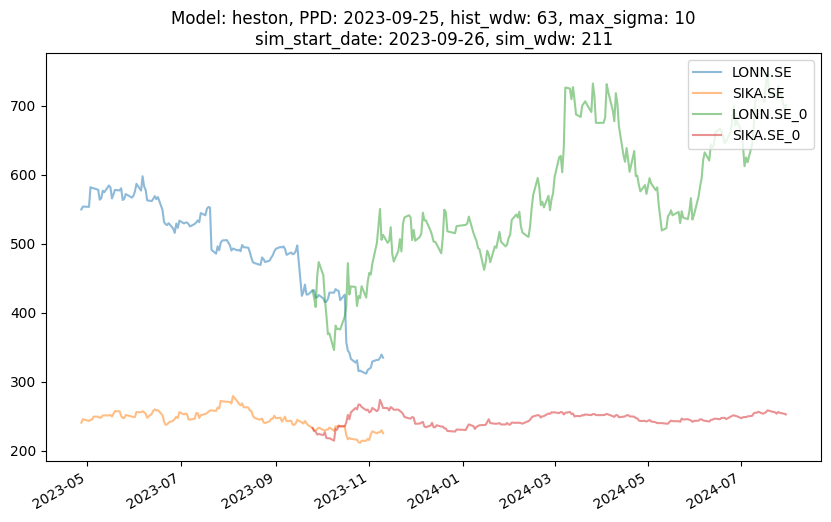 Model: heston, PPD: 2023-09-25, hist_wdw: 63, max_sigma: 10
sim_start_date: 2023-09-26, sim_wdw: 211
LONN.SE
SIKA.SE
LONN.SE_0
SIKA.SE_0
700
600
500
400
300
200
2023-05
2023-07
2023-09
2023-11
2024-01
2024-03
2024-05
2024-07